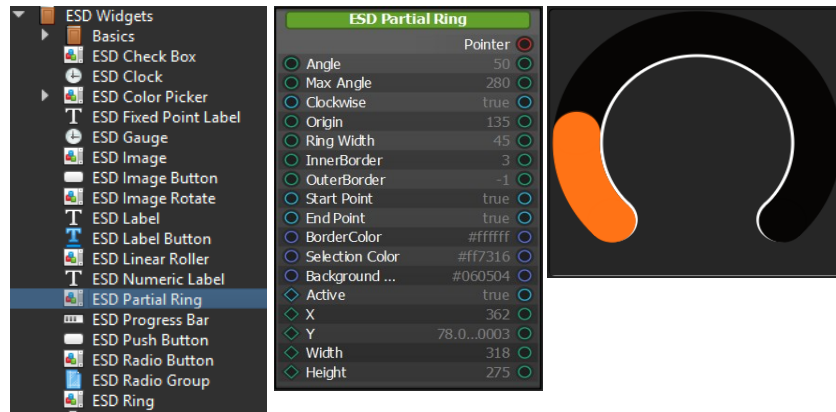 ESD Widgets
Basics
ESD Check Box
ESD Clock
ESD Color Picker
ESD Fixed Point Label
ESD Gauge
ESD Image
ESD Image Button
ESD Image Rotate
ESD Label
ESD Label Button
ESD Linear Roller
ESD Numeric Label
ESD Partial Ring
ESD Progress Bar
ESD Push Button
ESD Radio Button
ESD Radio Group
ESD Ring
ESD Partial Ring
Pointer
Angle 50
Max Angle 280
Clockwise true
Origin 135
Ring Width 45
InnerBorder 3
OuterBorder -1
Start Point true
End Point true
BorderColor #ffffff
Selection Color #ff7316
Background ... #060504
Active true
X 362
Y 78.0...0003
Width 318
Height 275